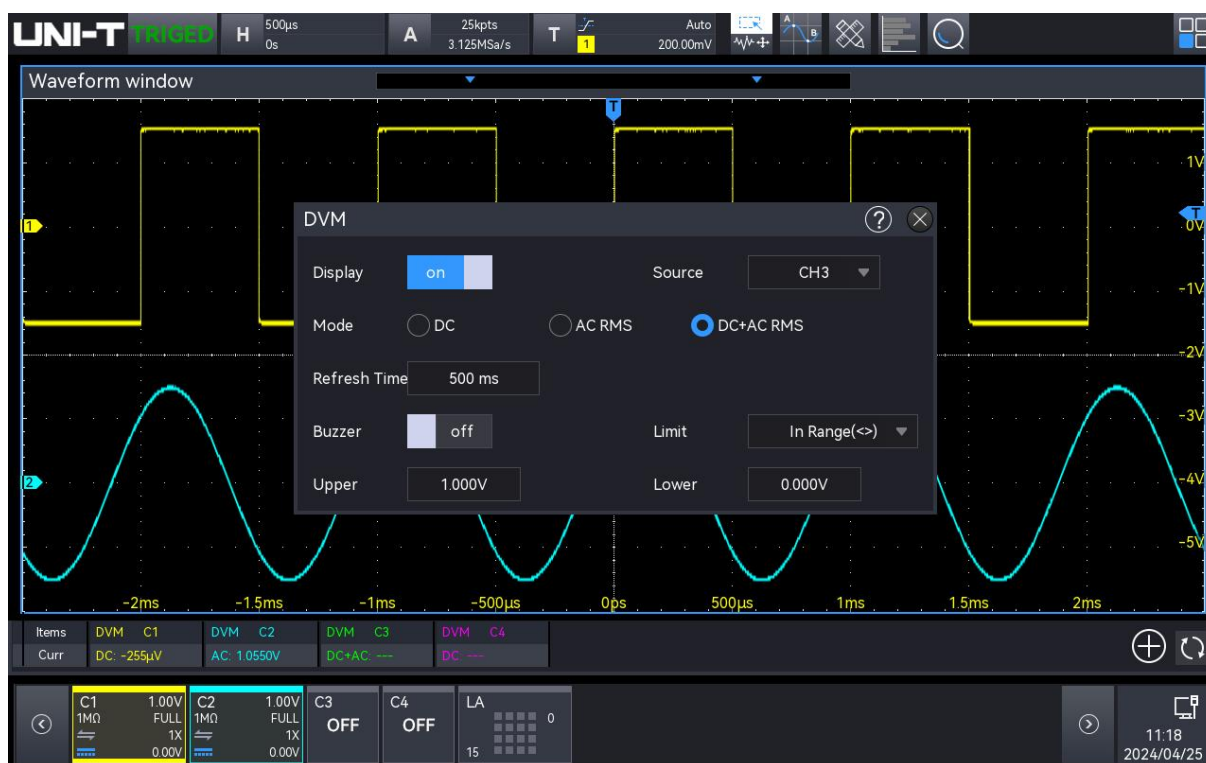 UNI-T TRIGED H 500μs 0s A 25kpts 3.125MSa/s T 1 Auto 200.00mV A B
Waveform window
T
1V
1
T
0V
-1V
-2V
-3V
2
-4V
-5V
DVM ?
Display on Source CH3
Mode DC AC RMS DC+AC RMS
Refresh Time 500 ms
Buzzer off Limit In Range(<>)
Upper 1.000V Lower 0.000V
-2ms -1.5ms -1ms -500μs 0ps 500μs 1ms 1.5ms 2ms
Items DVM C1 DVM C2 DVM C3 DVM C4
Curr DC: -255μV AC: 1.0550V DC+AC: --- DC: ---
C1 1.00V C2 1.00V C3 C4 LA
1MΩ FULL 1MΩ FULL OFF OFF 0
1X 1X
0.00V 0.00V 15
11:18
2024/04/25